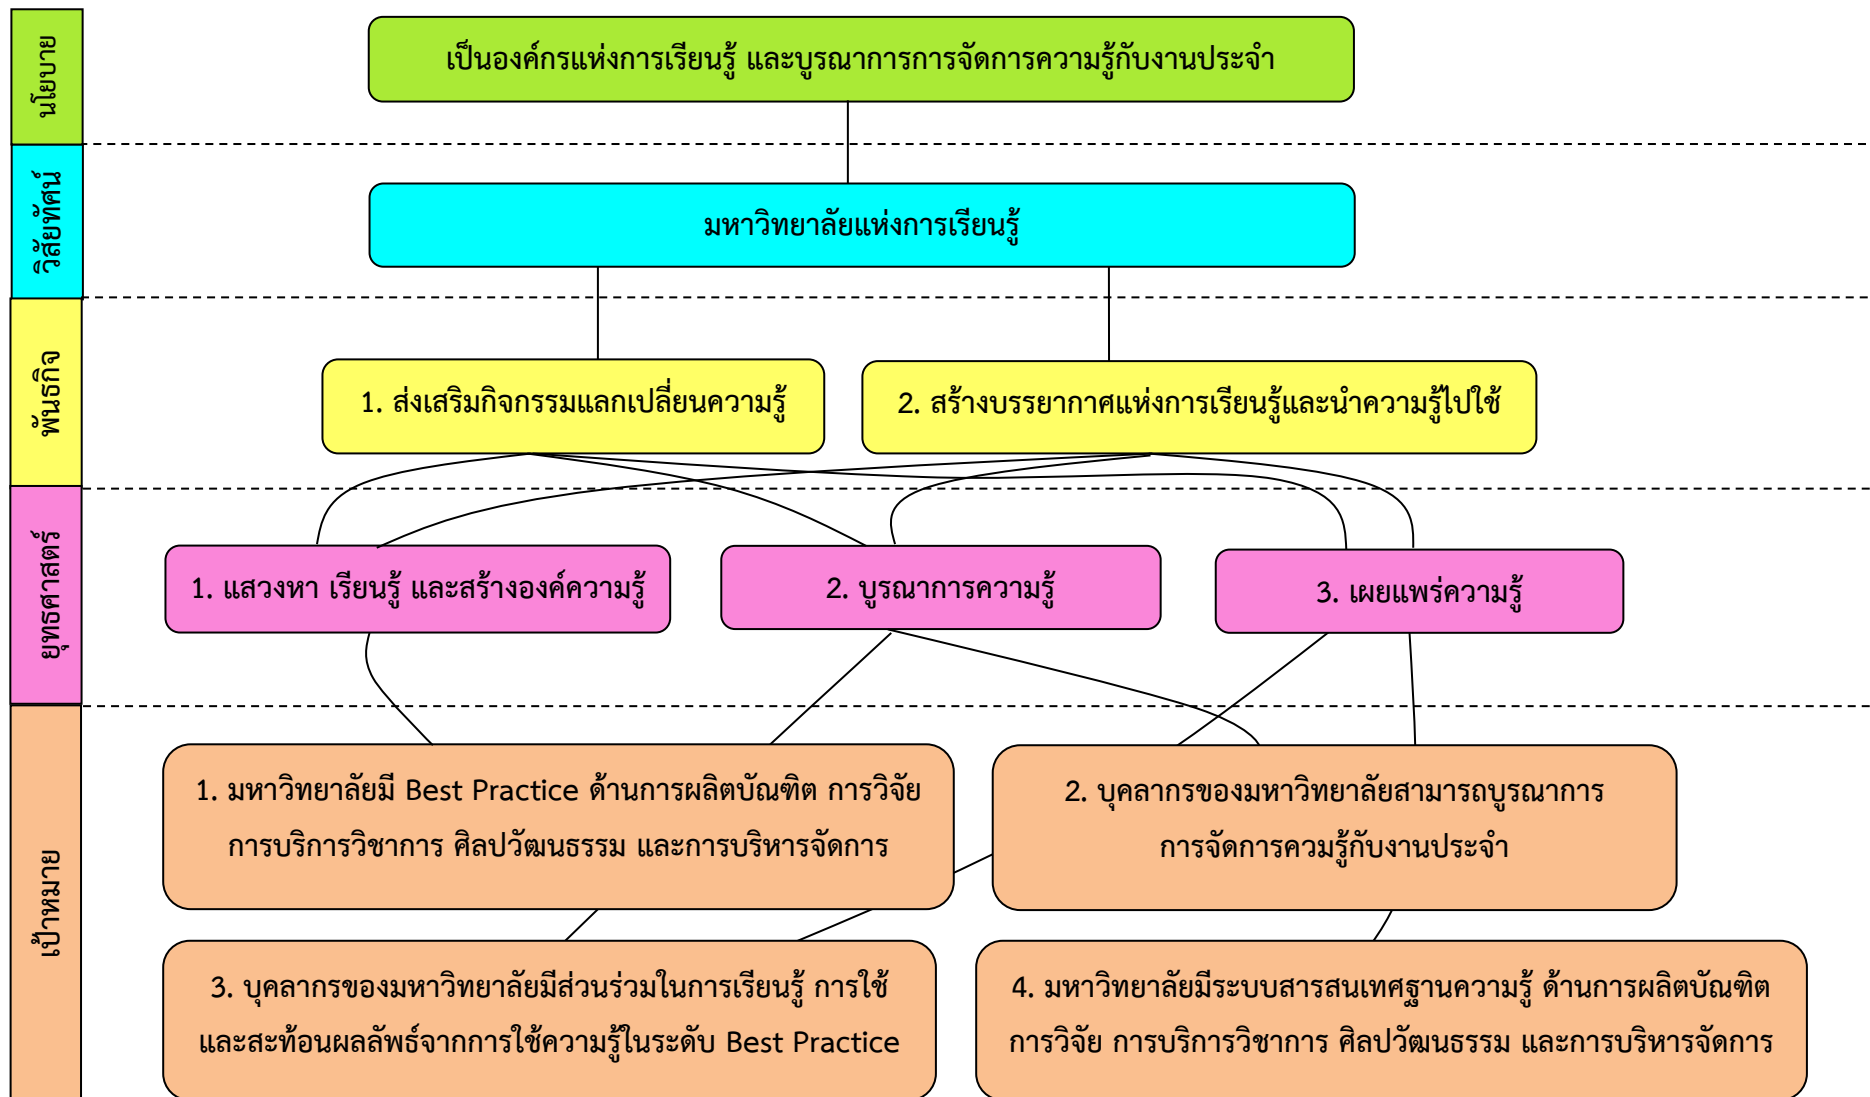 นโยบาย
เป็นองค์กรแห่งการเรียนรู้ และบูรณาการการจัดการความรู้กับงานประจำ
วิสัยทัศน์
มหาวิทยาลัยแห่งการเรียนรู้
พันธกิจ
1. ส่งเสริมกิจกรรมแลกเปลี่ยนความรู้
2. สร้างบรรยากาศแห่งการเรียนรู้และนำความรู้ไปใช้
ยุทธศาสตร์
1. แสวงหา เรียนรู้ และสร้างองค์ความรู้
2. บูรณาการความรู้
3. เผยแพร่ความรู้
เป้าหมาย
1. มหาวิทยาลัยมี Best Practice ด้านการผลิตบัณฑิต การวิจัย
การบริการวิชาการ ศิลปวัฒนธรรม และการบริหารจัดการ
2. บุคลากรของมหาวิทยาลัยสามารถบูรณาการ
การจัดการควมรู้กับงานประจำ
3. บุคลากรของมหาวิทยาลัยมีส่วนร่วมในการเรียนรู้ การใช้
และสะท้อนผลลัพธ์จากการใช้ความรู้ในระดับ Best Practice
4. มหาวิทยาลัยมีระบบสารสนเทศฐานความรู้ ด้านการผลิตบัณฑิต
การวิจัย การบริการวิชาการ ศิลปวัฒนธรรม และการบริหารจัดการ